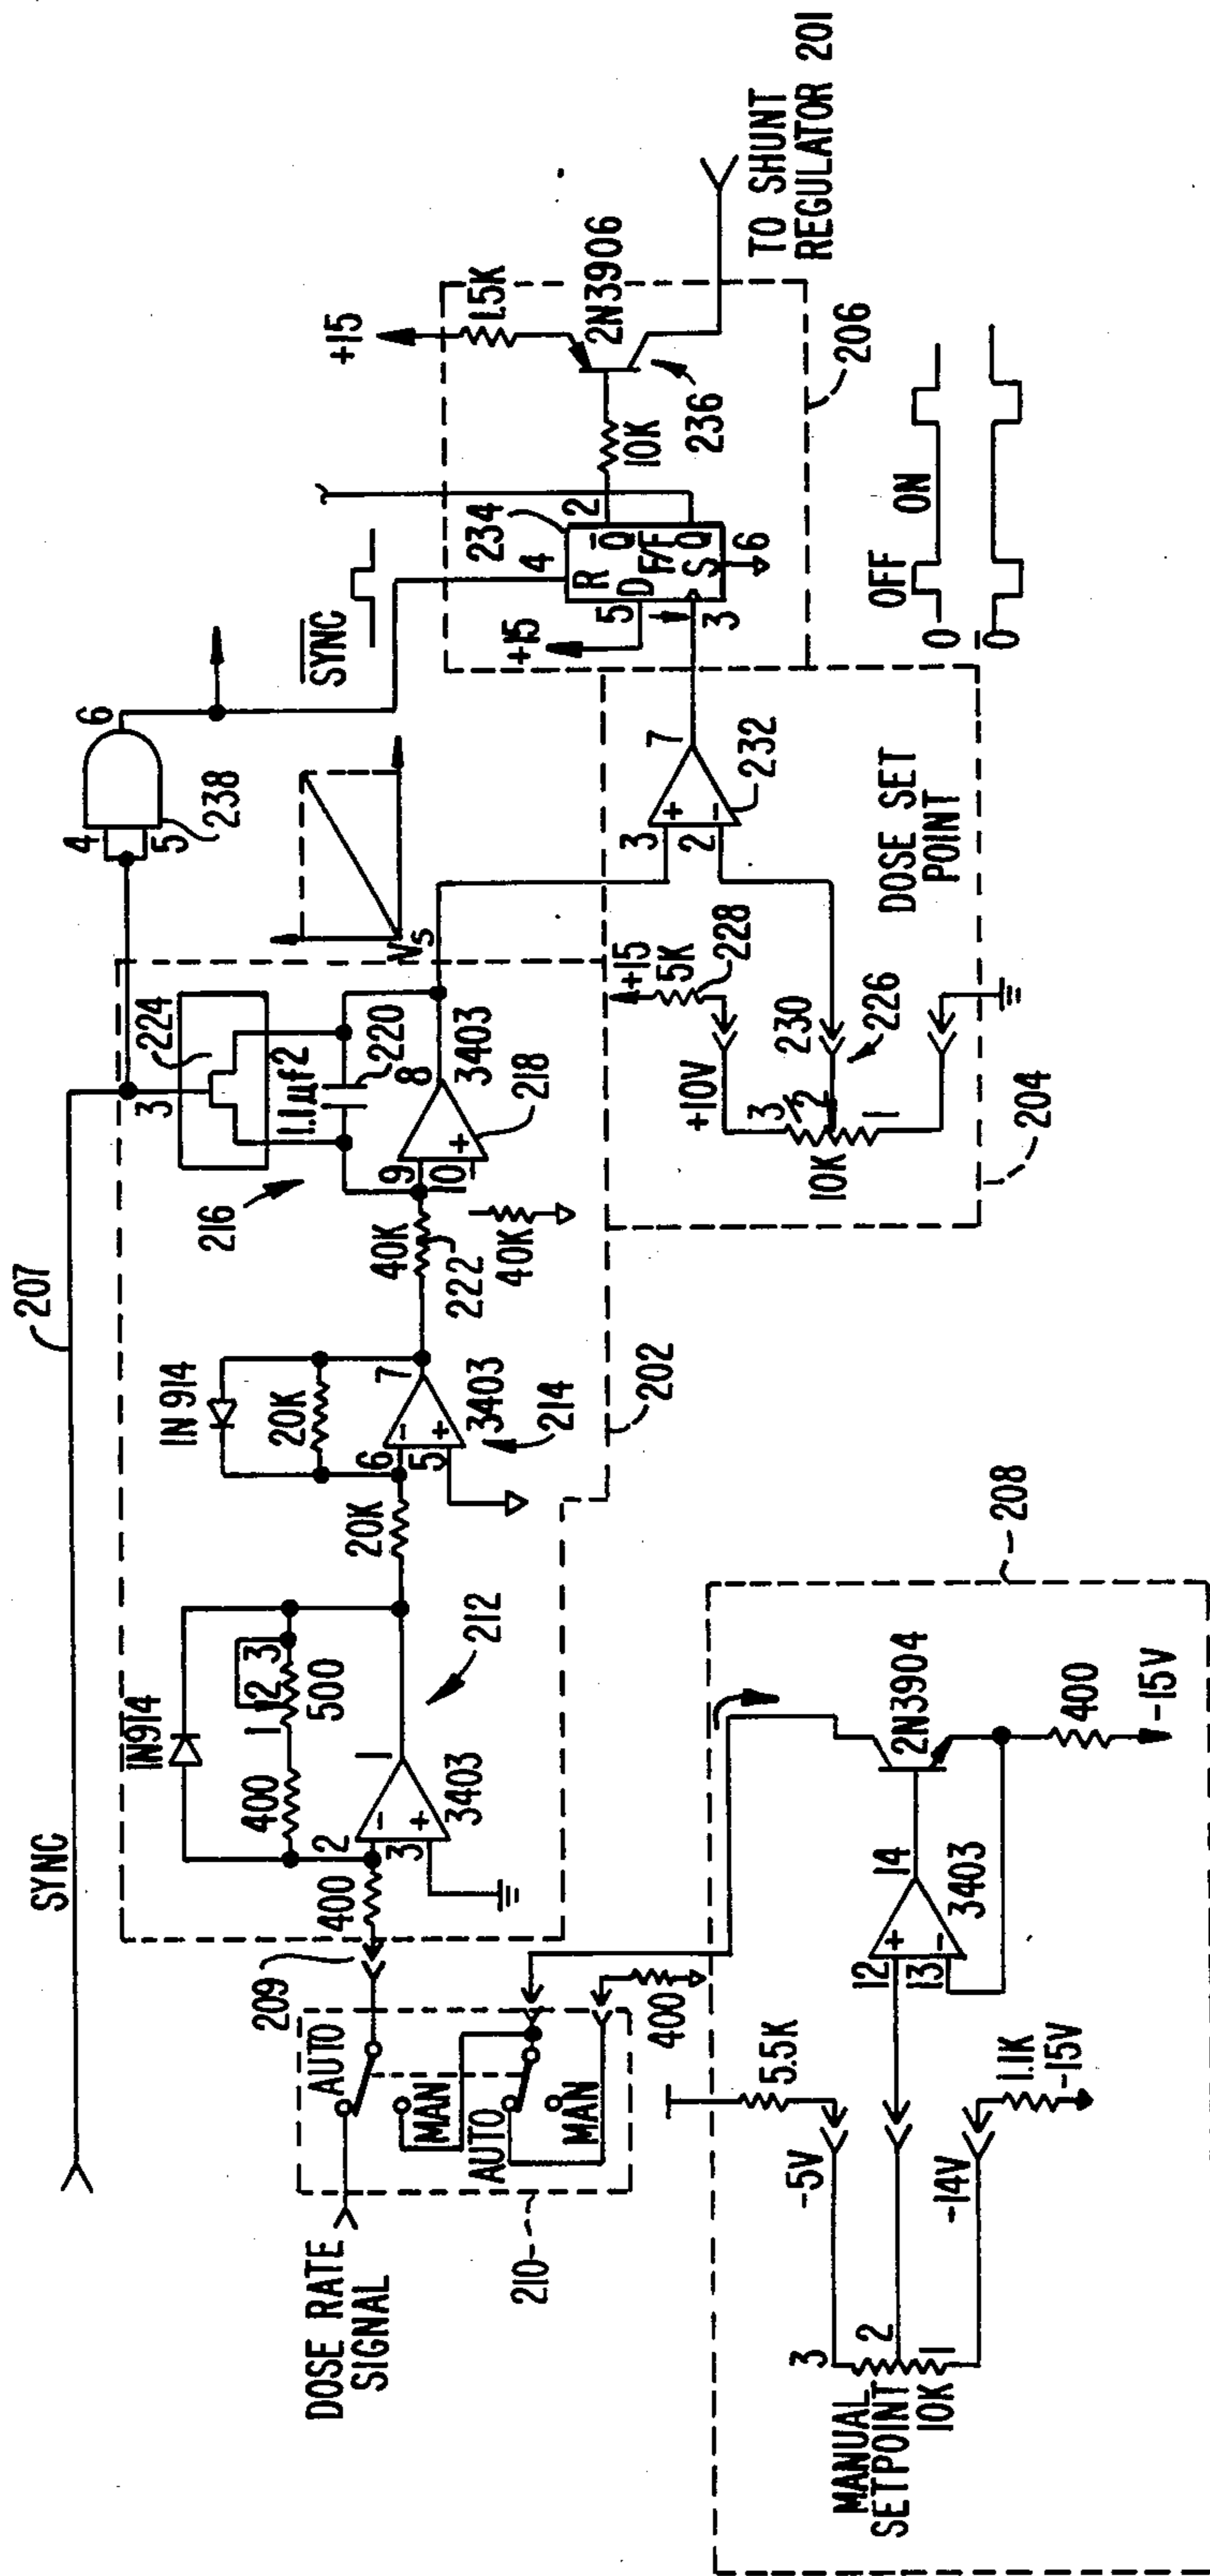 SYNC
207
IN914
1 2 3
400
500
2
3
1
3403
212
400
209
AUTO
MAN
AUTO
MAN
210
DOSE RATE
SIGNAL
400
20K
IN 914
20K
6
5
7
3403
214
202
40K
222
40K
216
3
224
1.1µf
2
220
9
10
8
3403
218
4
5
6
238
Vs
SYNC
+15
5K
228
+10V
3
2
1
10K
230
226
204
DOSE SET
POINT
3
2
7
232
+15
5
3
4
234
2
6
R
D
Q
F/F
S
Q
10K
+15
1.5K
2N3906
236
206
TO SHUNT
REGULATOR 201
OFF
ON
0
0
208
MANUAL
SETPOINT
10K
3
2
1
-5V
-14V
5.5K
1.1K
-15V
12
13
14
3403
2N3904
400
-15V